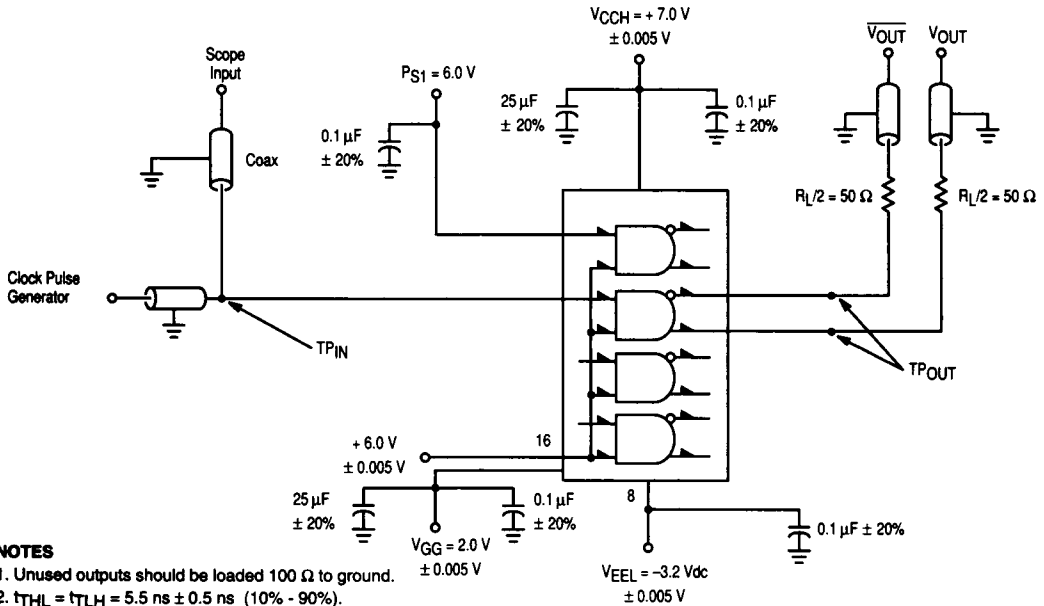 VCCH = + 7.0 V
± 0.005 V
VOUT
VOUT
Scope
Input
PS1 = 6.0 V
25 µF
± 20%
0.1 µF
± 20%
0.1 µF
± 20%
Coax
RL/2 = 50 Ω
RL/2 = 50 Ω
Clock Pulse
Generator
TPIN
TPOUT
+ 6.0 V
± 0.005 V
16
25 µF
± 20%
0.1 µF
± 20%
8
0.1 µF ± 20%
VGG = 2.0 V
± 0.005 V
VEEL = –3.2 Vdc
± 0.005 V
NOTES
1. Unused outputs should be loaded 100 Ω to ground.
2. tTHL = tTLH = 5.5 ns ± 0.5 ns (10% - 90%).